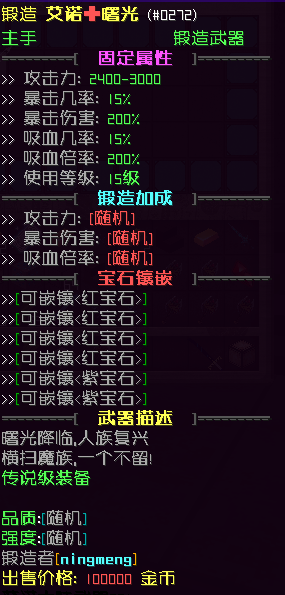 锻造 艾诺✚曙光 (#0272)
主手 锻造武器
[ 固定属性 ]
>> 攻击力: 2400-3000
>> 暴击几率: 15%
>> 暴击伤害: 200%
>> 吸血几率: 15%
>> 吸血倍率: 200%
>> 使用等级: 15级
[ 锻造加成 ]
>> 攻击力: [随机]
>> 暴击伤害: [随机]
>> 吸血倍率: [随机]
[ 宝石镶嵌 ]
>>[可嵌镶<红宝石>]
>>[可嵌镶<红宝石>]
>>[可嵌镶<红宝石>]
>>[可嵌镶<红宝石>]
>>[可嵌镶<紫宝石>]
>>[可嵌镶<紫宝石>]
[ 武器描述 ]
曙光降临,人族复兴
横扫魔族,一个不留!
传说级装备
品质:[随机]
强度:[随机]
锻造者[ningmeng]
出售价格: 100000 金币